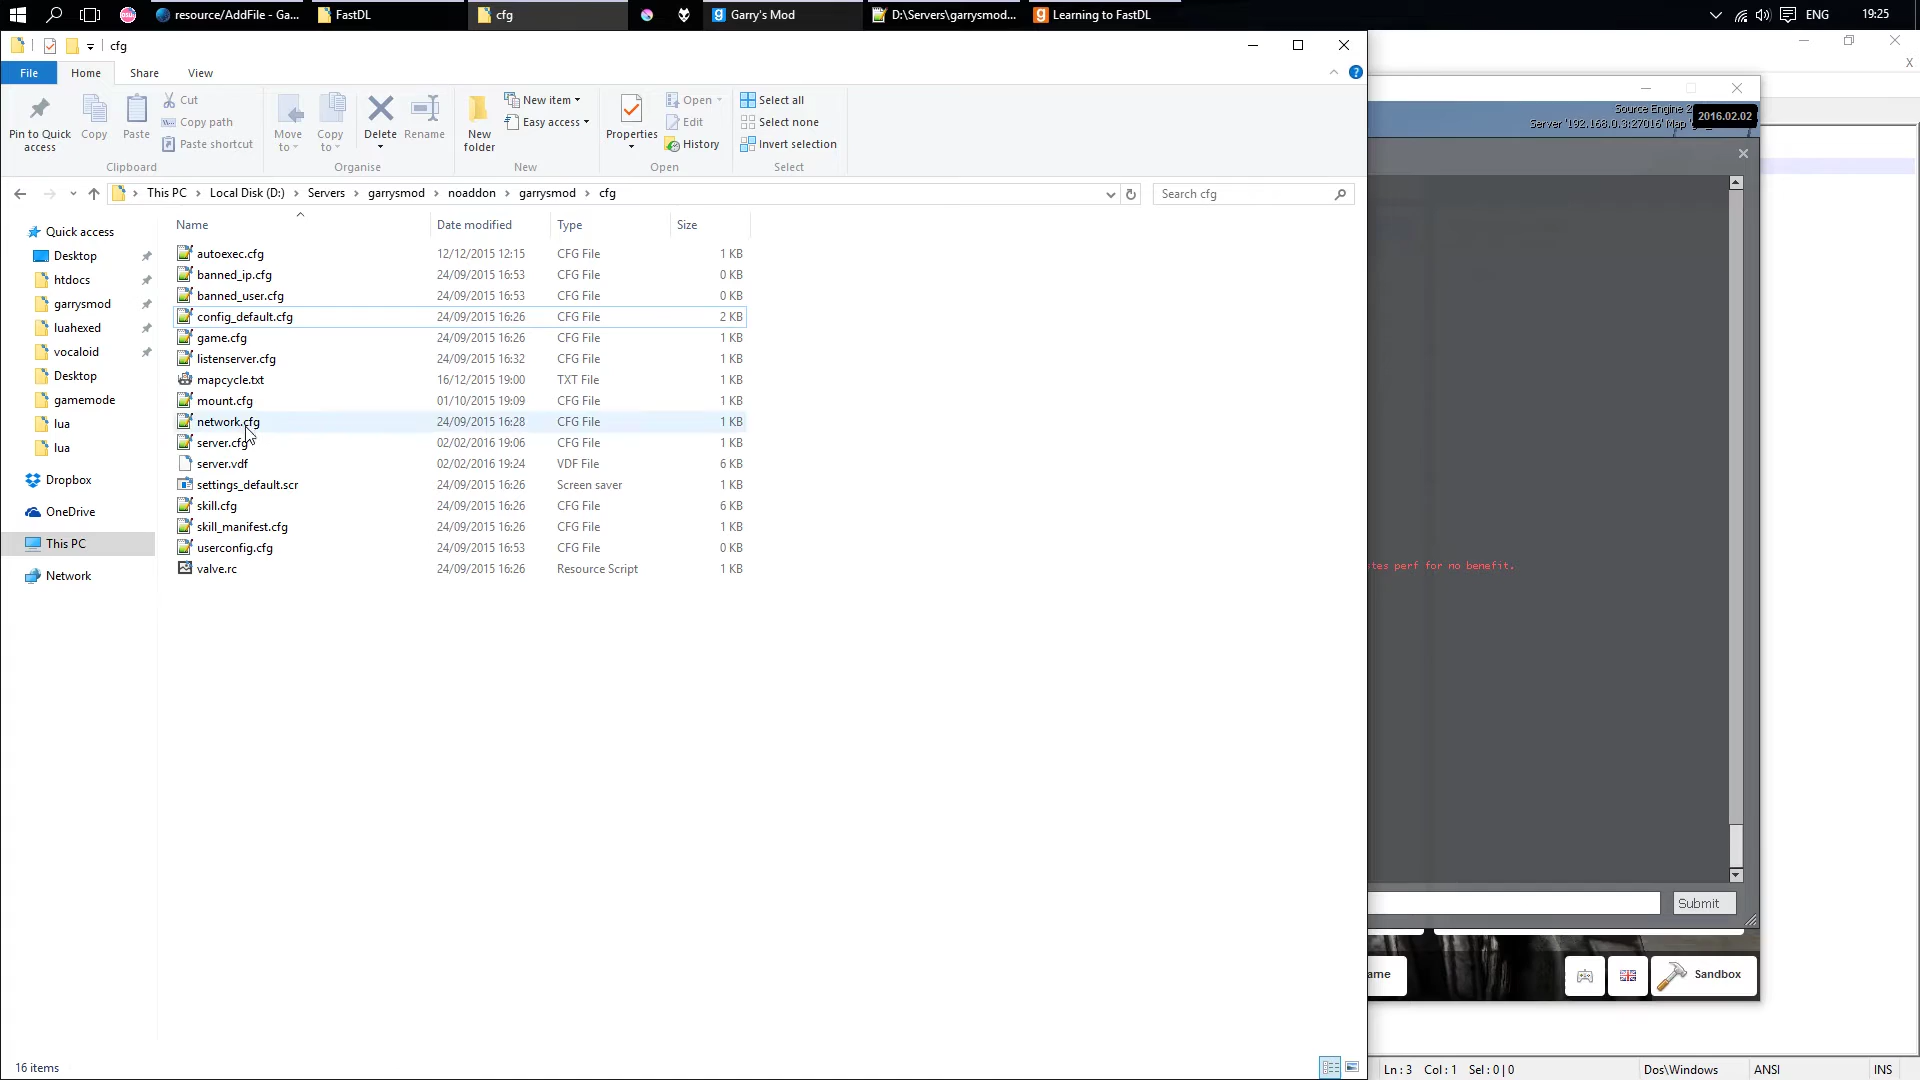 resource/AddFile - Ga...
FastDL
cfg
Garry's Mod
D:\Servers\garrysmod...
Learning to FastDL
ENG
19:25
cfg
File
Home
Share
View
Pin to Quick access
Copy
Paste
Cut
Copy path
Paste shortcut
Clipboard
Move to
Copy to
Delete
Rename
Organise
New folder
New item
Easy access
New
Properties
Open
Edit
History
Open
Select all
Select none
Invert selection
Select
This PC
Local Disk (D:)
Servers
garrysmod
noaddon
garrysmod
cfg
Search cfg
Name
Date modified
Type
Size
Quick access
Desktop
htdocs
garrysmod
luahexed
vocaloid
Desktop
gamemode
lua
lua
Dropbox
OneDrive
This PC
Network
autoexec.cfg 12/12/2015 12:15 CFG File 1 KB
banned_ip.cfg 24/09/2015 16:53 CFG File 0 KB
banned_user.cfg 24/09/2015 16:53 CFG File 0 KB
config_default.cfg 24/09/2015 16:26 CFG File 2 KB
game.cfg 24/09/2015 16:26 CFG File 1 KB
listenserver.cfg 24/09/2015 16:32 CFG File 1 KB
mapcycle.txt 16/12/2015 19:00 TXT File 1 KB
mount.cfg 01/10/2015 19:09 CFG File 1 KB
network.cfg 24/09/2015 16:28 CFG File 1 KB
server.cfg 02/02/2016 19:06 CFG File 1 KB
server.vdf 02/02/2016 19:24 VDF File 6 KB
settings_default.scr 24/09/2015 16:26 Screen saver 1 KB
skill.cfg 24/09/2015 16:26 CFG File 6 KB
skill_manifest.cfg 24/09/2015 16:26 CFG File 1 KB
userconfig.cfg 24/09/2015 16:53 CFG File 0 KB
valve.rc 24/09/2015 16:26 Resource Script 1 KB
16 items
X
Source Engine 2
2016.02.02
Server '192.168.0.3:27016' Map
tes perf for no benefit.
Submit
ame
Sandbox
Ln : 3 Col : 1 Sel : 0 | 0
Dos\Windows
ANSI
INS